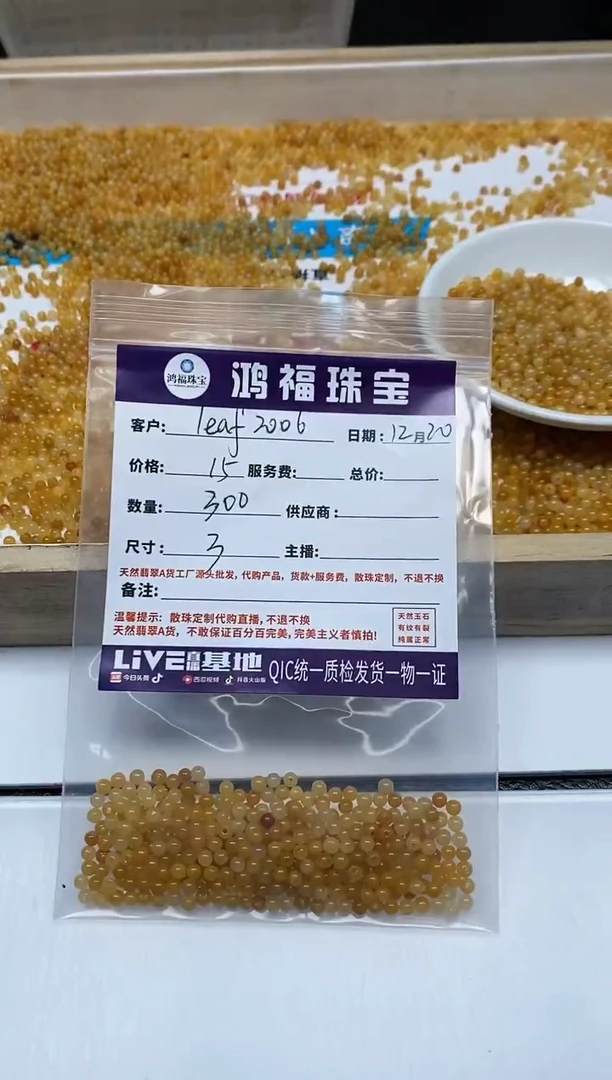 鸿福珠宝 鸿福珠宝
客户: leaf 2006 日期: 12月20
价格: 15 服务费: 总价:
数量: 300 供应商:
尺寸: 3 主播:
天然翡翠A货工厂源头批发,代购产品,货款+服务费,散珠定制,不退不换
备注:
温馨提示: 散珠定制代购直播,不退不换
天然翡翠A货,不敢保证百分百完美,完美主义者慎拍!
天然玉石
有纹有裂
纯属正常
LIVE直播基地 QIC统一质检发货一物一证
今日头条 西瓜视频 抖音火山版